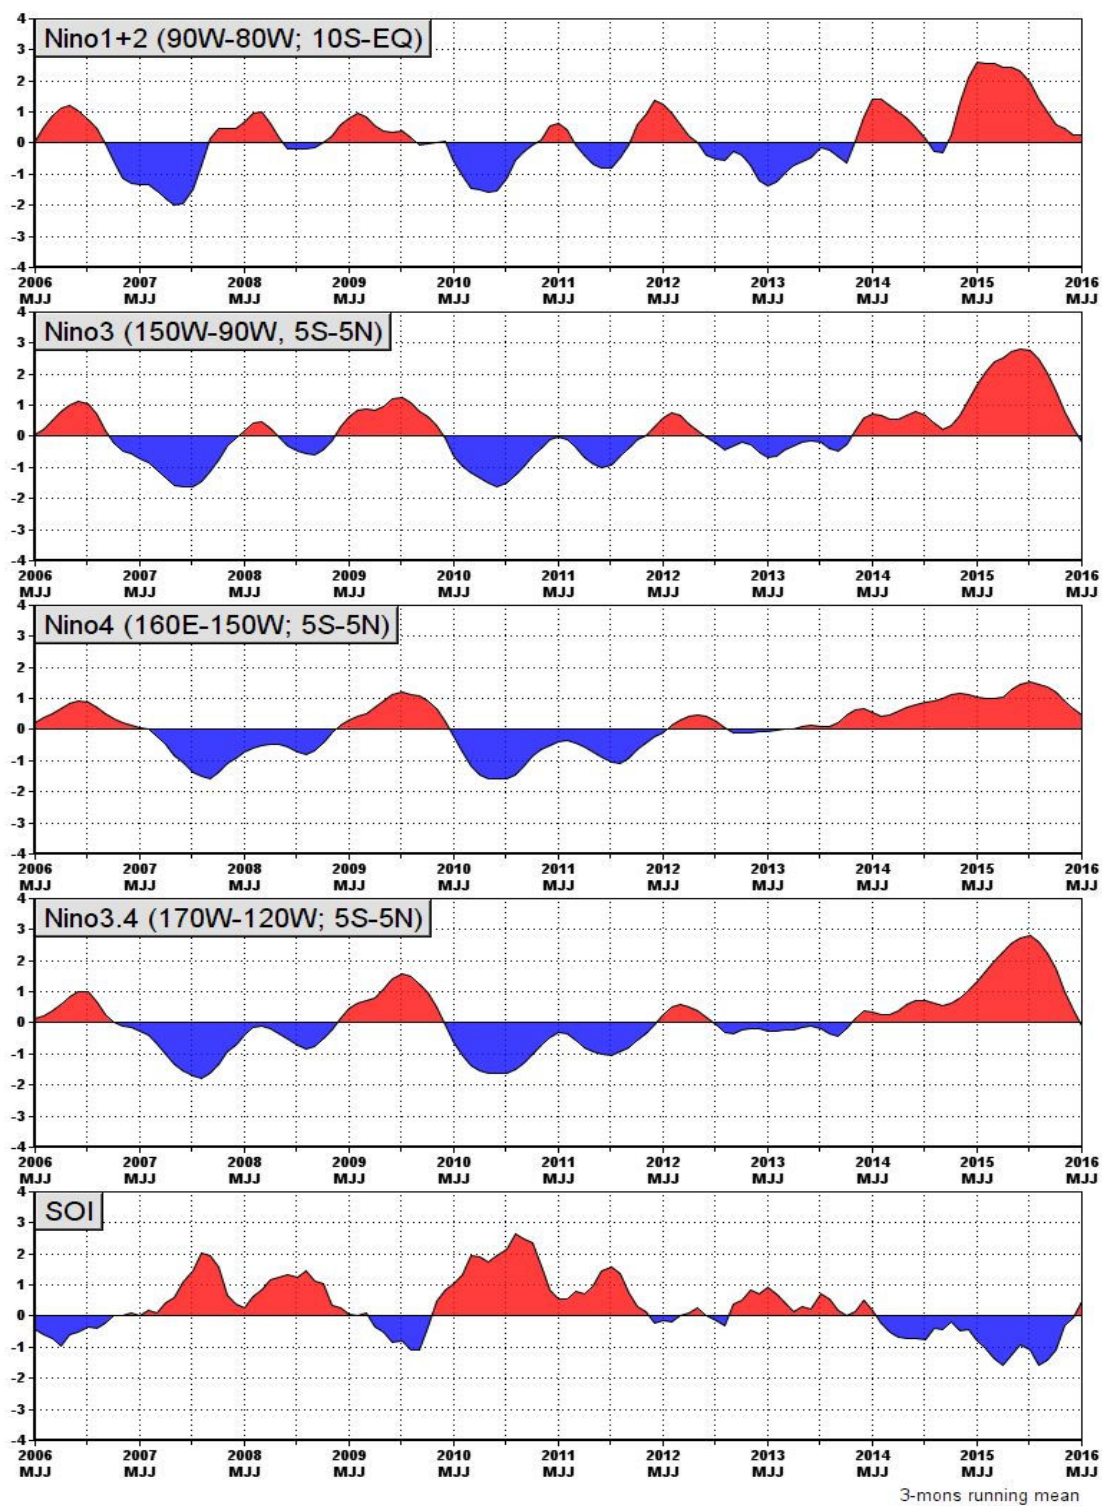 Nino1+2 (90W-80W; 10S-EQ)
4
3
2
1
0
-1
-2
-3
-4
2006 2007 2008 2009 2010 2011 2012 2013 2014 2015 2016
MJJ MJJ MJJ MJJ MJJ MJJ MJJ MJJ MJJ MJJ MJJ
Nino3 (150W-90W, 5S-5N)
4
3
2
1
0
-1
-2
-3
-4
2006 2007 2008 2009 2010 2011 2012 2013 2014 2015 2016
MJJ MJJ MJJ MJJ MJJ MJJ MJJ MJJ MJJ MJJ MJJ
Nino4 (160E-150W; 5S-5N)
4
3
2
1
0
-1
-2
-3
-4
2006 2007 2008 2009 2010 2011 2012 2013 2014 2015 2016
MJJ MJJ MJJ MJJ MJJ MJJ MJJ MJJ MJJ MJJ MJJ
Nino3.4 (170W-120W; 5S-5N)
4
3
2
1
0
-1
-2
-3
-4
2006 2007 2008 2009 2010 2011 2012 2013 2014 2015 2016
MJJ MJJ MJJ MJJ MJJ MJJ MJJ MJJ MJJ MJJ MJJ
SOI
4
3
2
1
0
-1
-2
-3
-4
2006 2007 2008 2009 2010 2011 2012 2013 2014 2015 2016
MJJ MJJ MJJ MJJ MJJ MJJ MJJ MJJ MJJ MJJ MJJ
3-mons running mean